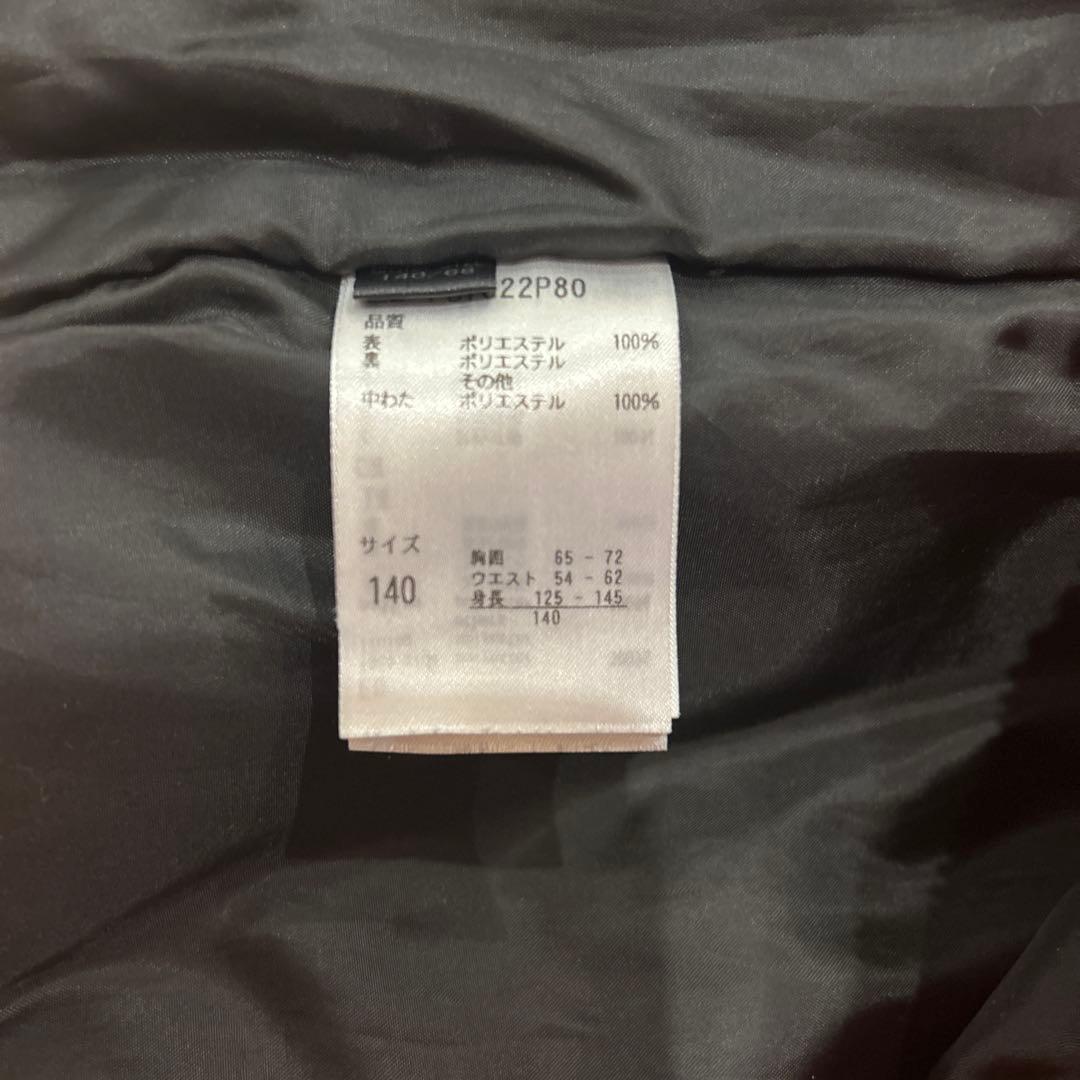 22P80
品質
表 ポリエステル 100%
裏 ポリエステル
その他
中わた ポリエステル 100%
サイズ
140
胸囲 65 - 72
ウエスト 54 - 62
身長 125 - 145
140